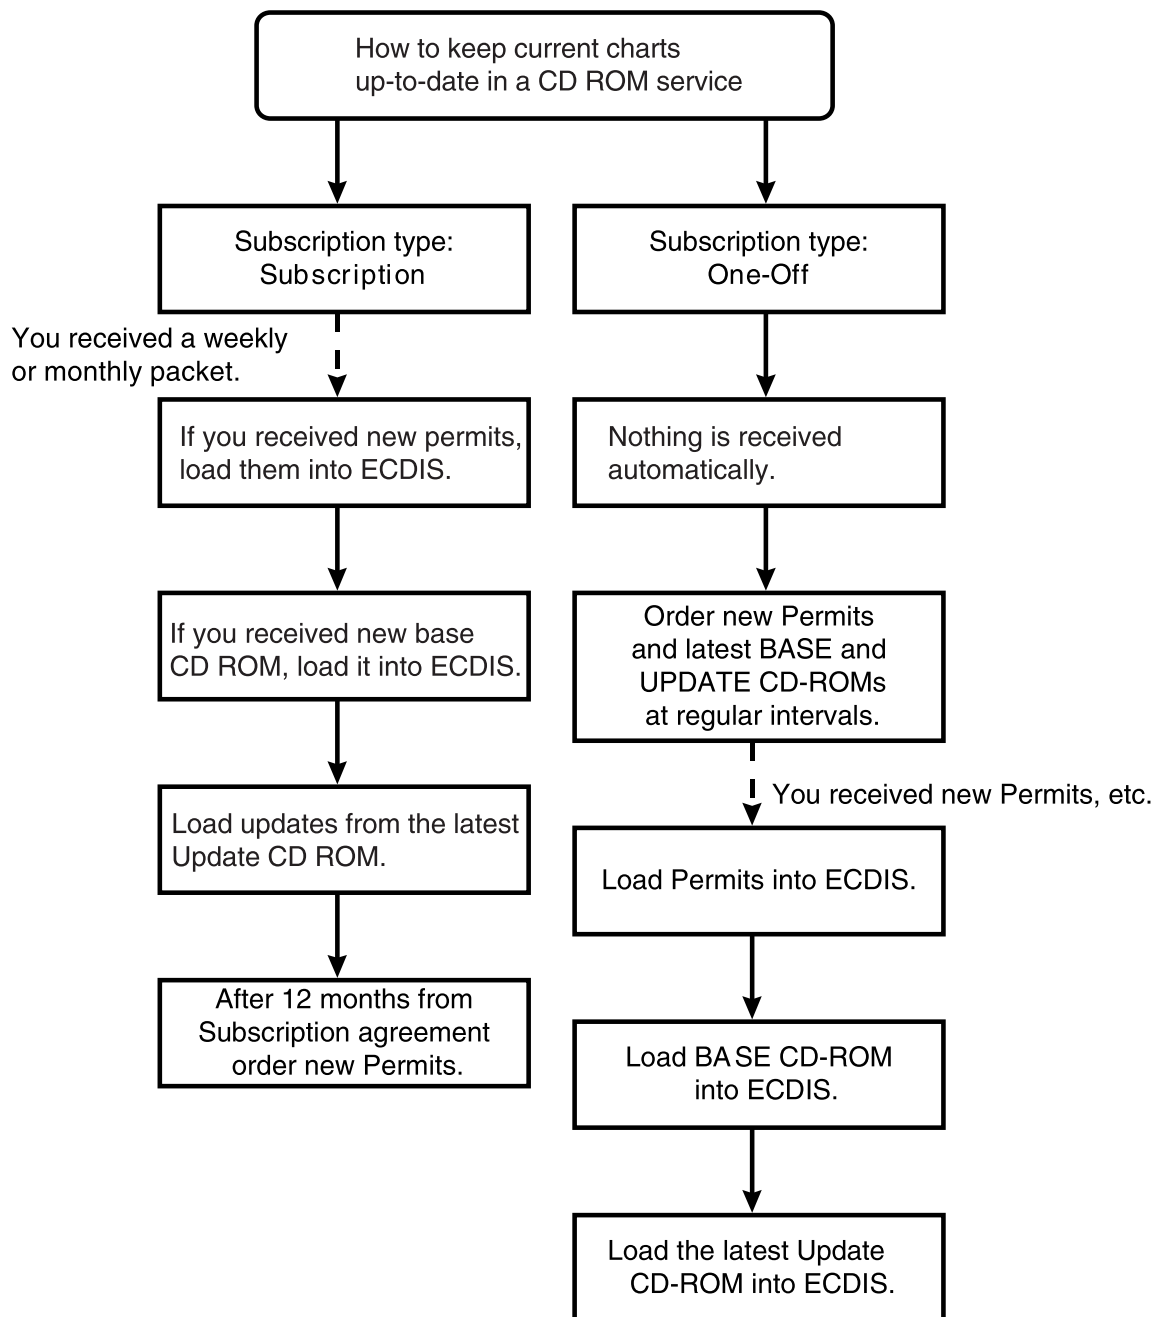 How to keep current charts
up-to-date in a CD ROM service
Subscription type:
Subscription
You received a weekly
or monthly packet.
If you received new permits,
load them into ECDIS.
If you received new base
CD ROM, load it into ECDIS.
Load updates from the latest
Update CD ROM.
After 12 months from
Subscription agreement
order new Permits.
Subscription type:
One-Off
Nothing is received
automatically.
Order new Permits
and latest BASE and
UPDATE CD-ROMs
at regular intervals.
You received new Permits, etc.
Load Permits into ECDIS.
Load BASE CD-ROM
into ECDIS.
Load the latest Update
CD-ROM into ECDIS.